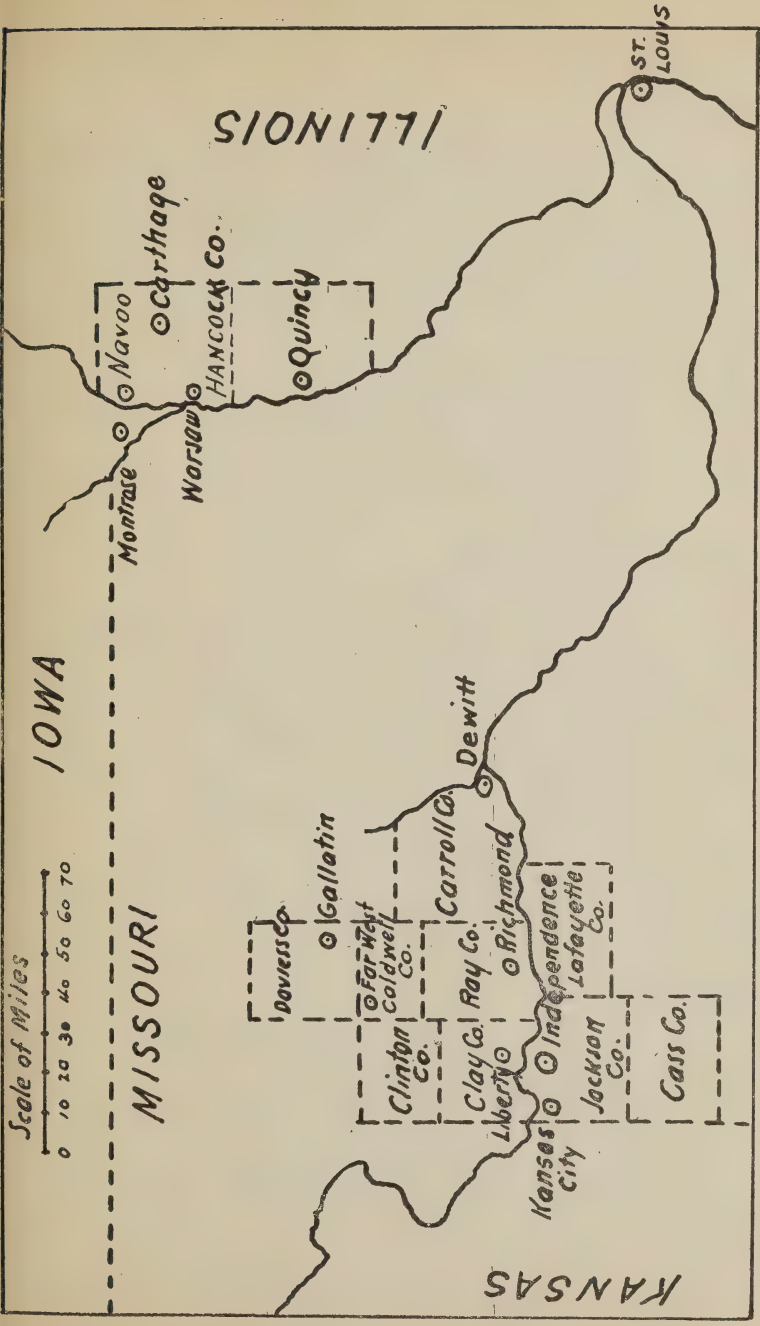 Scale of Miles
0 10 20 30 40 50 60 70
IOWA
MISSOURI
ILLINOIS
KANSAS
Montrose
Navoo
Carthage
Warsaw
HANCOCK Co.
Quincy
ST.
LOUIS
Daviess Co.
Gallatin
Far West
Caldwell
Co.
Clinton
Co.
Carroll Co.
Dewitt
Ray Co.
Richmond
Clay Co.
Liberty
Independence
Lafayette
Co.
Kansas
City
Jackson
Co.
Cass Co.